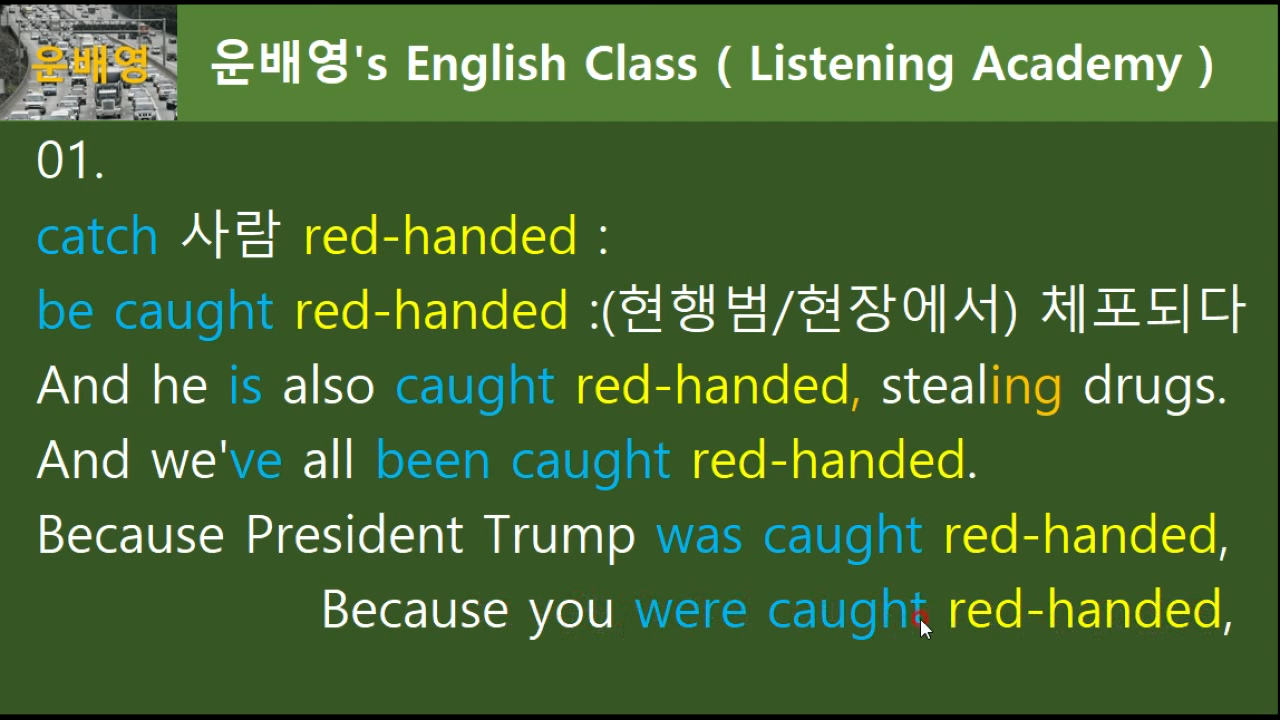 운배영
운배영's English Class ( Listening Academy )
01.
catch 사람 red-handed :
be caught red-handed :(현행범/현장에서) 체포되다
And he is also caught red-handed, stealing drugs.
And we've all been caught red-handed.
Because President Trump was caught red-handed,
Because you were caught red-handed,